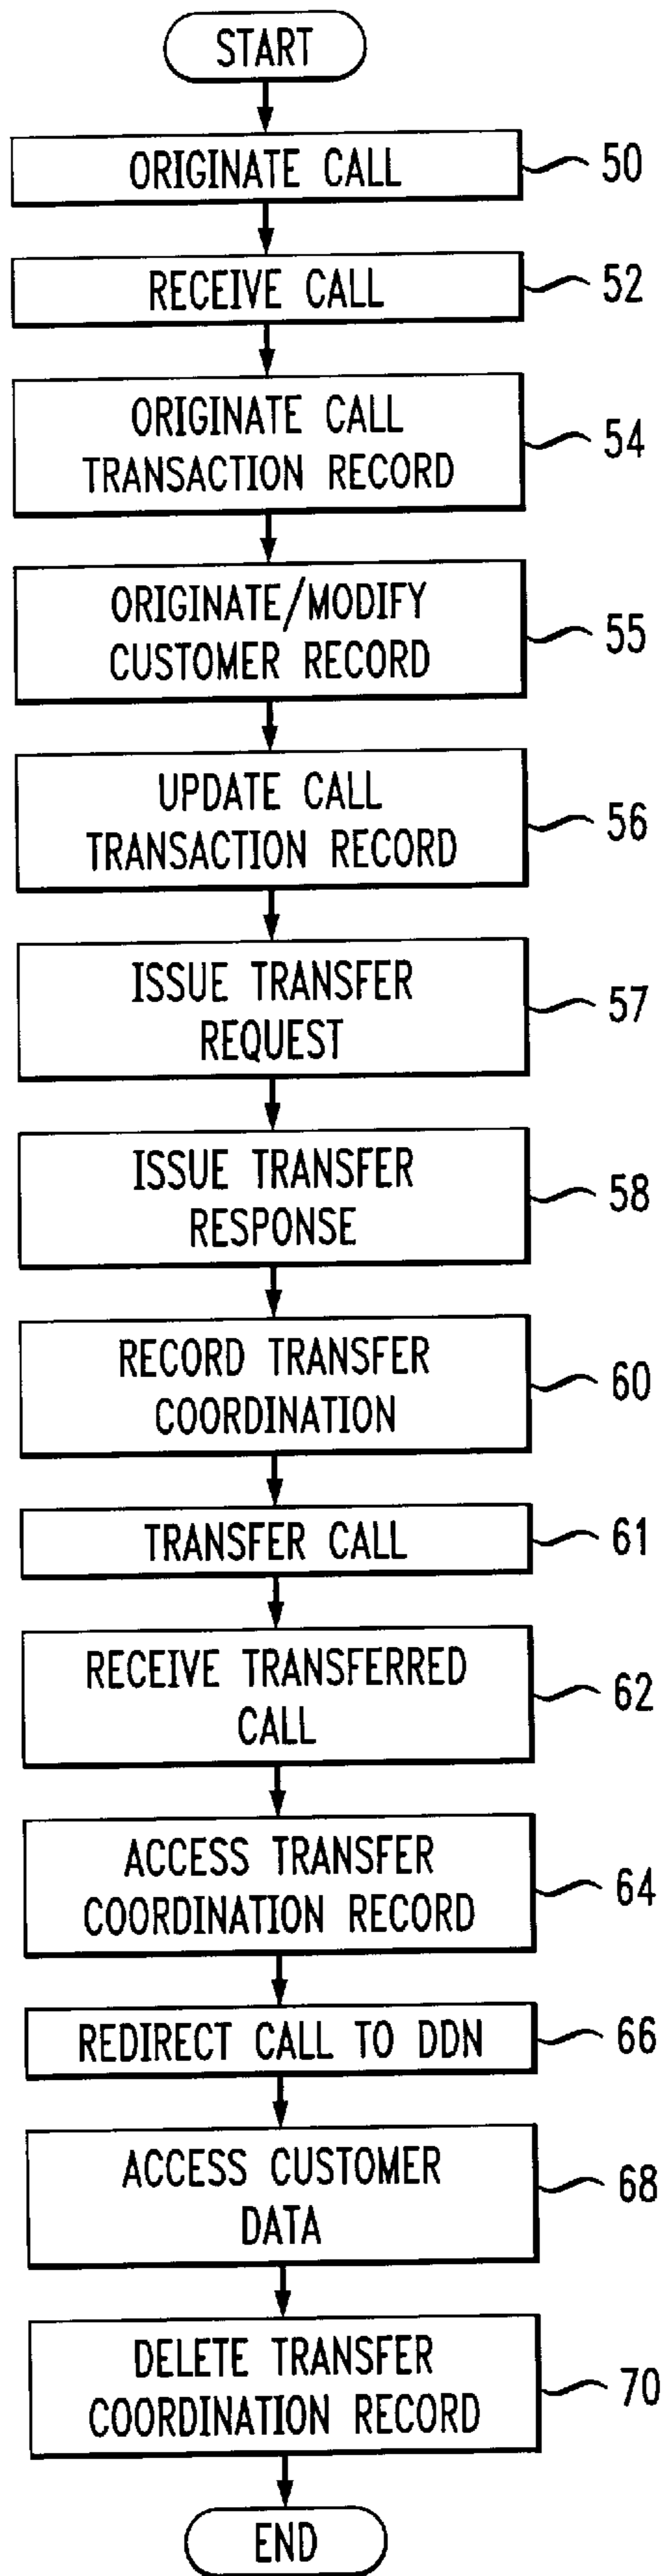 START
ORIGINATE CALL
50
RECEIVE CALL
52
ORIGINATE CALL
TRANSACTION RECORD
54
ORIGINATE/MODIFY
CUSTOMER RECORD
55
UPDATE CALL
TRANSACTION RECORD
56
ISSUE TRANSFER
REQUEST
57
ISSUE TRANSFER
RESPONSE
58
RECORD TRANSFER
COORDINATION
60
TRANSFER CALL
61
RECEIVE TRANSFERRED
CALL
62
ACCESS TRANSFER
COORDINATION RECORD
64
REDIRECT CALL TO DDN
66
ACCESS CUSTOMER
DATA
68
DELETE TRANSFER
COORDINATION RECORD
70
END